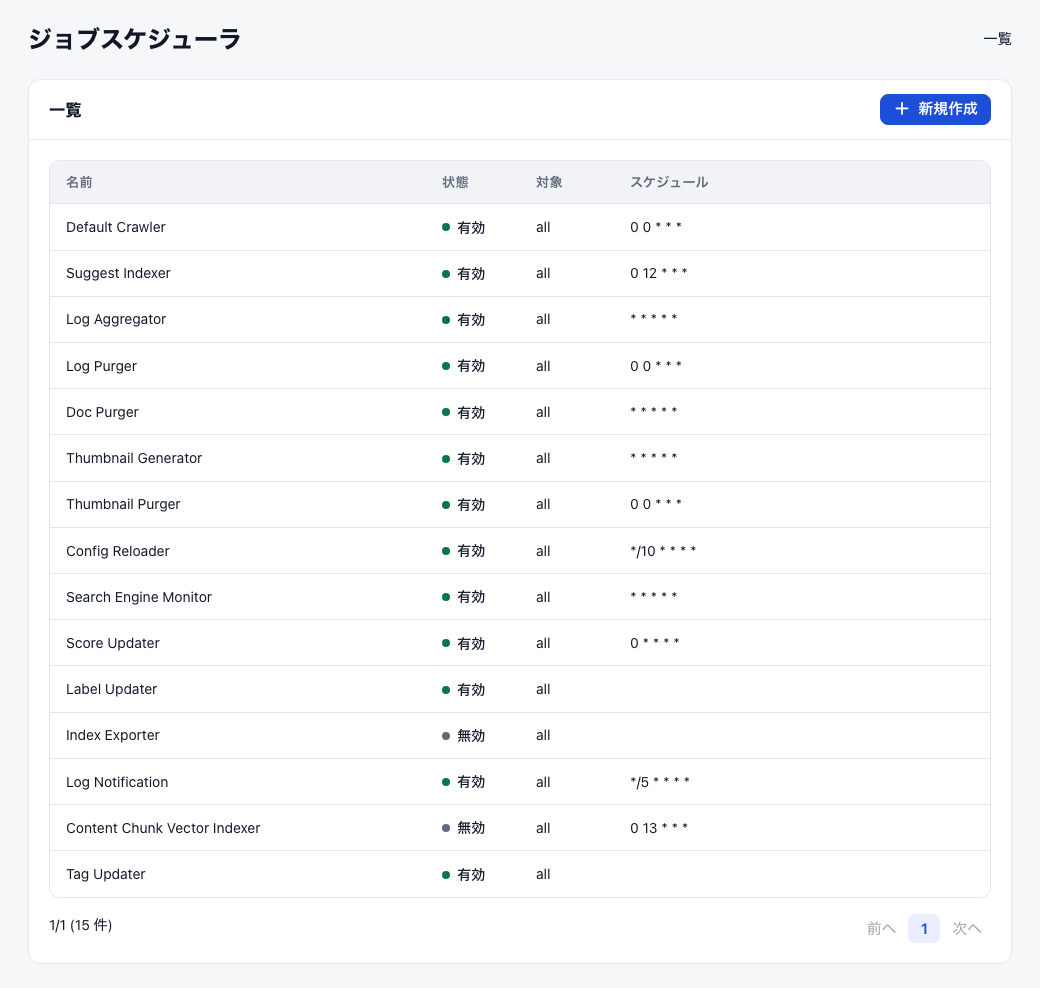 ジョブスケジューラ
一覧
一覧
+ 新規作成
名前 状態 対象 スケジュール
Default Crawler 有効 all 0 0 * * *
Suggest Indexer 有効 all 0 12 * * *
Log Aggregator 有効 all * * * * *
Log Purger 有効 all 0 0 * * *
Doc Purger 有効 all * * * * *
Thumbnail Generator 有効 all * * * * *
Thumbnail Purger 有効 all 0 0 * * *
Config Reloader 有効 all */10 * * * *
Search Engine Monitor 有効 all * * * * *
Score Updater 有効 all 0 * * * *
Label Updater 有効 all
Index Exporter 無効 all
Log Notification 有効 all */5 * * * *
Content Chunk Vector Indexer 無効 all 0 13 * * *
Tag Updater 有効 all
1/1 (15 件)
前へ 1 次へ